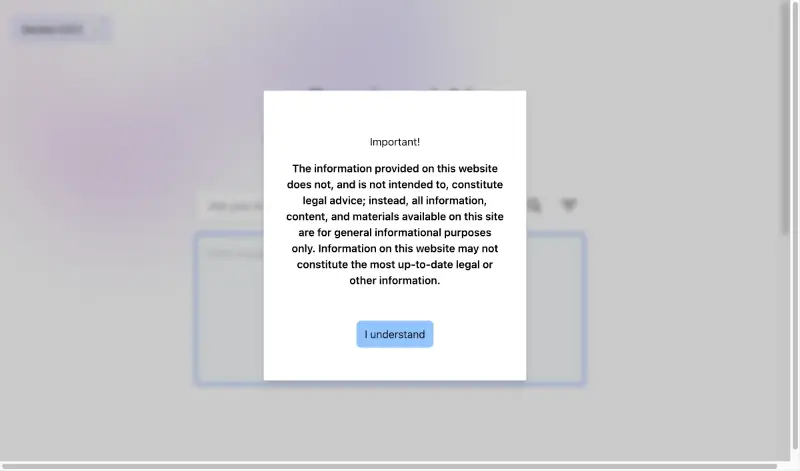 Important!
The information provided on this website
does not, and is not intended to, constitute
legal advice; instead, all information,
content, and materials available on this site
are for general informational purposes
only. Information on this website may not
constitute the most up-to-date legal or
other information.
I understand